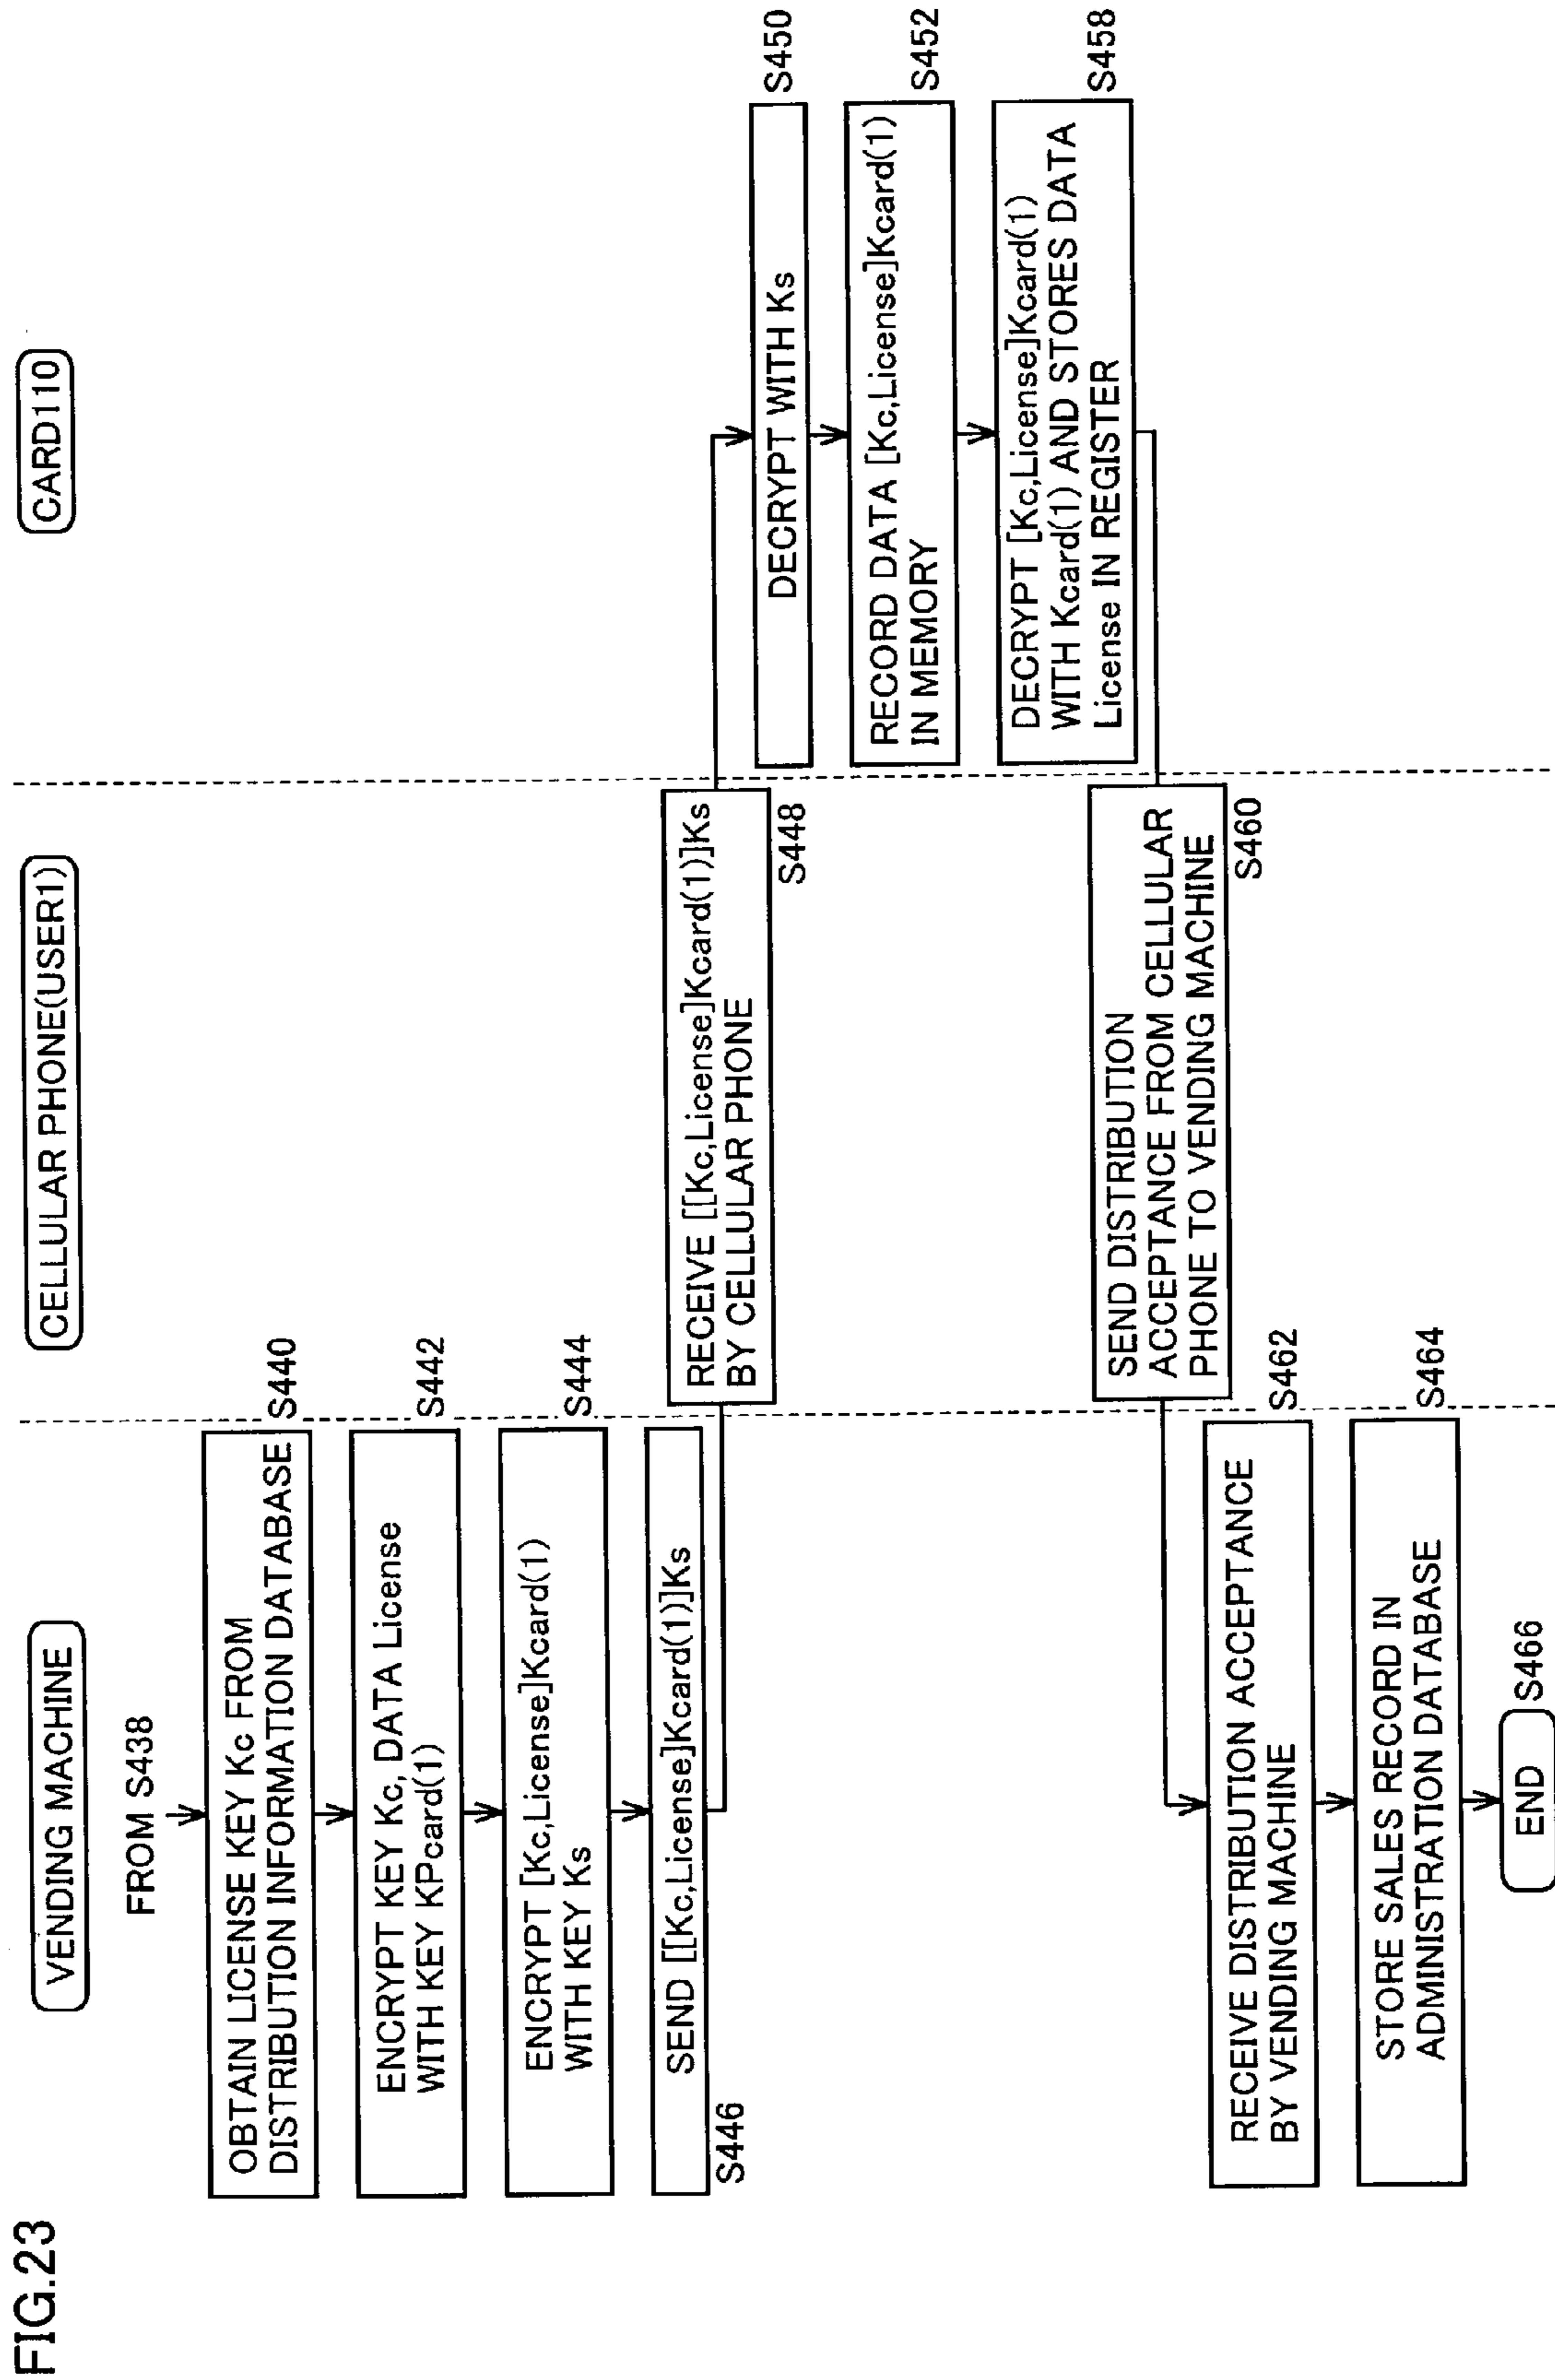 FIG.23
VENDING MACHINE
CELLULAR PHONE(USER1)
CARD110
FROM S438
OBTAIN LICENSE KEY Kc FROM
DISTRIBUTION INFORMATION DATABASE
S440
ENCRYPT KEY Kc, DATA License
WITH KEY KPcard(1)
S442
ENCRYPT [Kc,License]Kcard(1)
WITH KEY Ks
S444
SEND [[Kc,License]Kcard(1)]Ks
S446
RECEIVE [[Kc,License]Kcard(1)]Ks
BY CELLULAR PHONE
S448
DECRYPT WITH Ks
S450
RECORD DATA [Kc,License]Kcard(1)
IN MEMORY
S452
DECRYPT [Kc,License]Kcard(1)
WITH Kcard(1) AND STORES DATA
License IN REGISTER
S458
SEND DISTRIBUTION
ACCEPTANCE FROM CELLULAR
PHONE TO VENDING MACHINE
S460
RECEIVE DISTRIBUTION ACCEPTANCE
BY VENDING MACHINE
S462
STORE SALES RECORD IN
ADMINISTRATION DATABASE
S464
END
S466